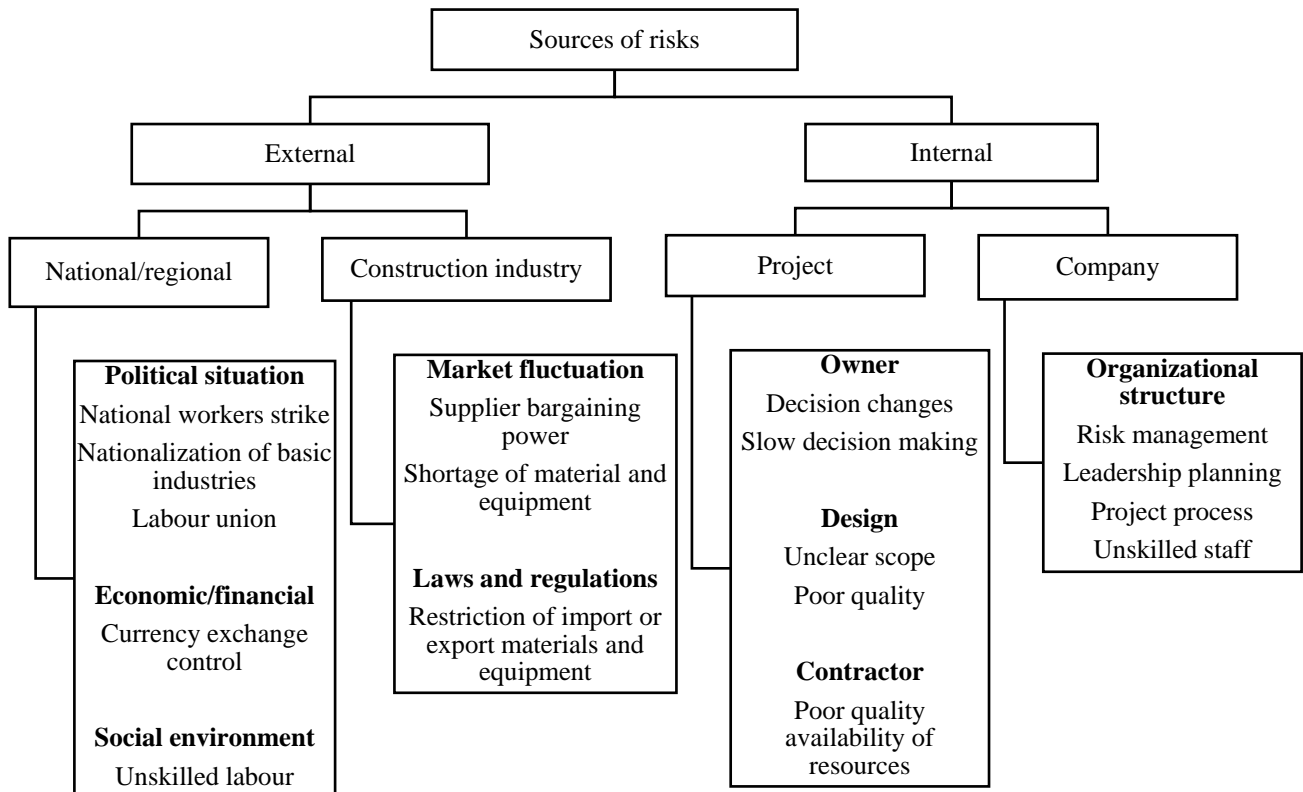 Sources of risks
External
Internal
National/regional
Construction industry
Project
Company
Political situation
National workers strike
Nationalization of basic
industries
Labour union
Economic/financial
Currency exchange
control
Social environment
Unskilled labour
Market fluctuation
Supplier bargaining
power
Shortage of material and
equipment
Laws and regulations
Restriction of import or
export materials and
equipment
Owner
Decision changes
Slow decision making
Design
Unclear scope
Poor quality
Contractor
Poor quality
availability of
resources
Organizational
structure
Risk management
Leadership planning
Project process
Unskilled staff